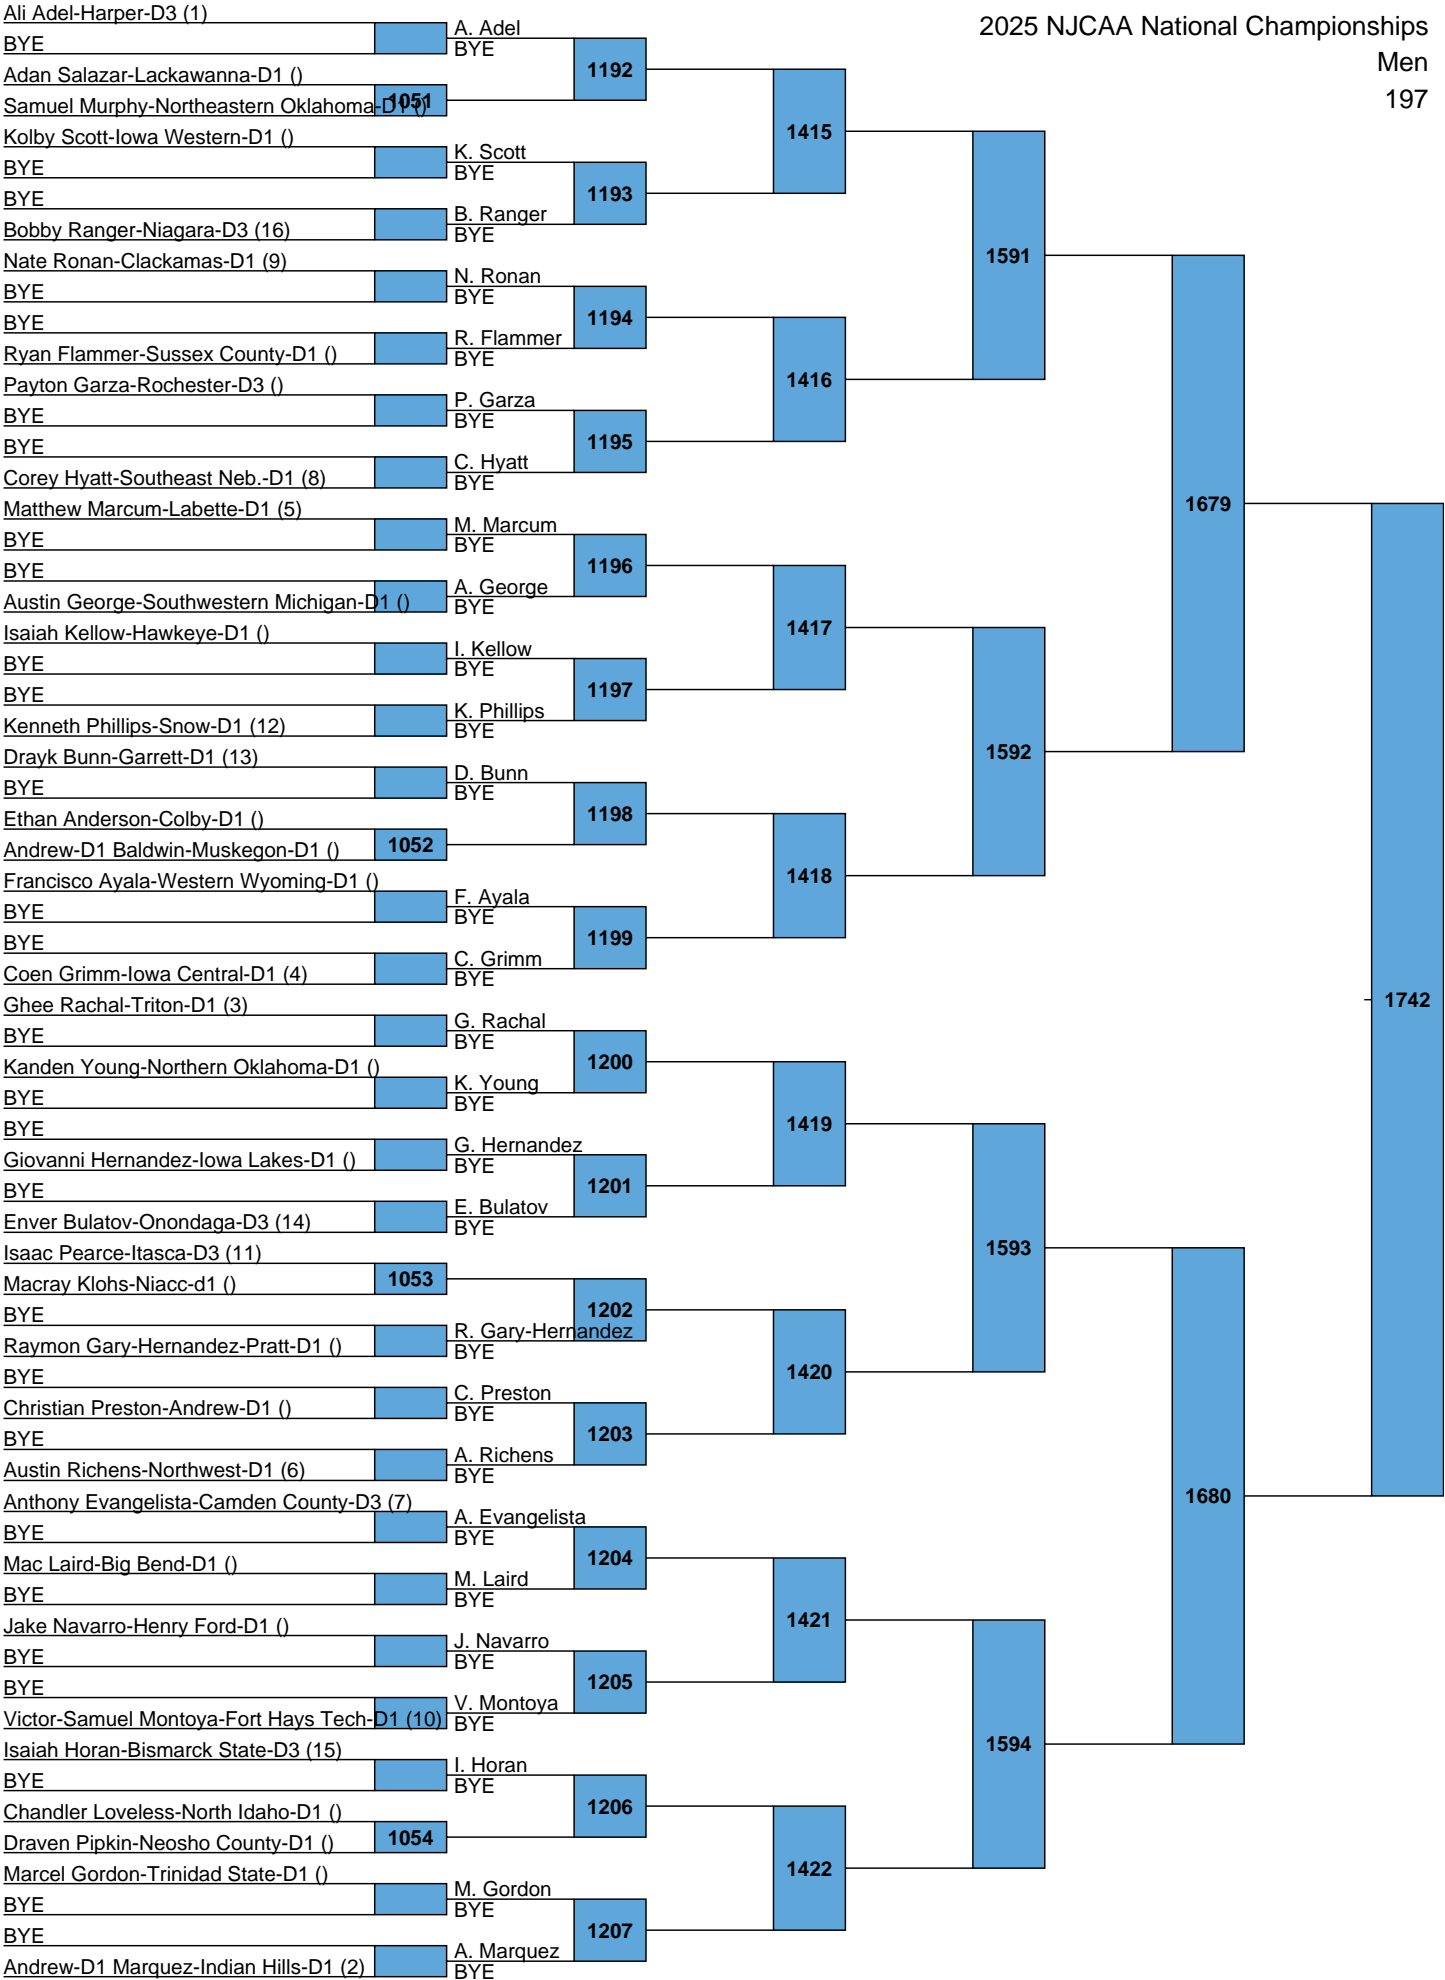 2025 NJCAA National Championships
Men
197
Ali Adel-Harper-D3 (1)
BYE
Adan Salazar-Lackawanna-D1 ()
Samuel Murphy-Northeastern Oklahoma-D1 ()
Kolby Scott-Iowa Western-D1 ()
BYE
BYE
Bobby Ranger-Niagara-D3 (16)
Nate Ronan-Clackamas-D1 (9)
BYE
BYE
Ryan Flammer-Sussex County-D1 ()
Payton Garza-Rochester-D3 ()
BYE
BYE
Corey Hyatt-Southeast Neb.-D1 (8)
Matthew Marcum-Labette-D1 (5)
BYE
BYE
Austin George-Southwestern Michigan-D1 ()
Isaiah Kellow-Hawkeye-D1 ()
BYE
BYE
Kenneth Phillips-Snow-D1 (12)
Drayk Bunn-Garrett-D1 (13)
BYE
Ethan Anderson-Colby-D1 ()
Andrew-D1 Baldwin-Muskegon-D1 ()
Francisco Ayala-Western Wyoming-D1 ()
BYE
BYE
Coen Grimm-Iowa Central-D1 (4)
Ghee Rachal-Triton-D1 (3)
BYE
Kanden Young-Northern Oklahoma-D1 ()
BYE
BYE
Giovanni Hernandez-Iowa Lakes-D1 ()
BYE
Enver Bulatov-Onondaga-D3 (14)
Isaac Pearce-Itasca-D3 (11)
Macray Klohs-Niacc-d1 ()
BYE
Raymon Gary-Hernandez-Pratt-D1 ()
BYE
Christian Preston-Andrew-D1 ()
BYE
Austin Richens-Northwest-D1 (6)
Anthony Evangelista-Camden County-D3 (7)
BYE
Mac Laird-Big Bend-D1 ()
BYE
Jake Navarro-Henry Ford-D1 ()
BYE
BYE
Victor-Samuel Montoya-Fort Hays Tech-D1 (10)
Isaiah Horan-Bismarck State-D3 (15)
BYE
Chandler Loveless-North Idaho-D1 ()
Draven Pipkin-Neosho County-D1 ()
Marcel Gordon-Trinidad State-D1 ()
BYE
BYE
Andrew-D1 Marquez-Indian Hills-D1 (2)
1051
1052
1053
1054
A. Adel
BYE
K. Scott
BYE
B. Ranger
BYE
N. Ronan
BYE
R. Flammer
BYE
P. Garza
BYE
C. Hyatt
BYE
M. Marcum
BYE
A. George
BYE
I. Kellow
BYE
K. Phillips
BYE
D. Bunn
BYE
F. Ayala
BYE
C. Grimm
BYE
G. Rachal
BYE
K. Young
BYE
G. Hernandez
BYE
E. Bulatov
BYE
R. Gary-Hernandez
BYE
C. Preston
BYE
A. Richens
BYE
A. Evangelista
BYE
M. Laird
BYE
J. Navarro
BYE
V. Montoya
BYE
I. Horan
BYE
M. Gordon
BYE
A. Marquez
BYE
1192
1193
1194
1195
1196
1197
1198
1199
1200
1201
1202
1203
1204
1205
1206
1207
1415
1416
1417
1418
1419
1420
1421
1422
1591
1592
1593
1594
1679
1680
1742